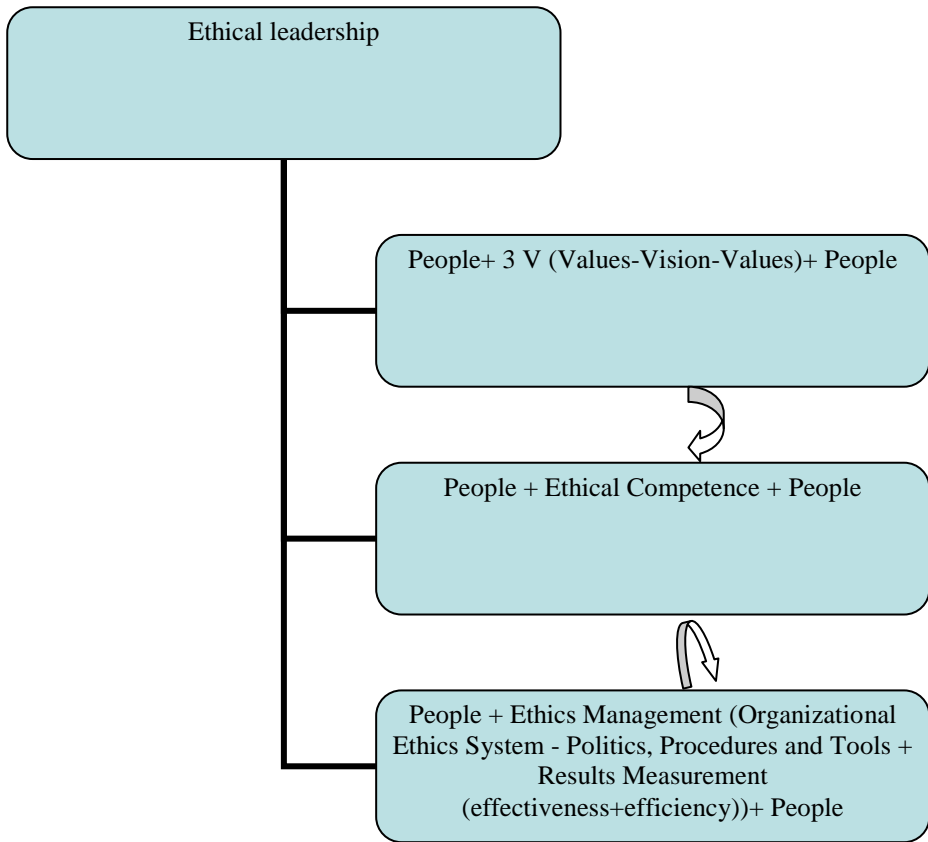 Ethical leadership
People+ 3 V (Values-Vision-Values)+ People
People + Ethical Competence + People
People + Ethics Management (Organizational
Ethics System - Politics, Procedures and Tools +
Results Measurement
(effectiveness+efficiency))+ People